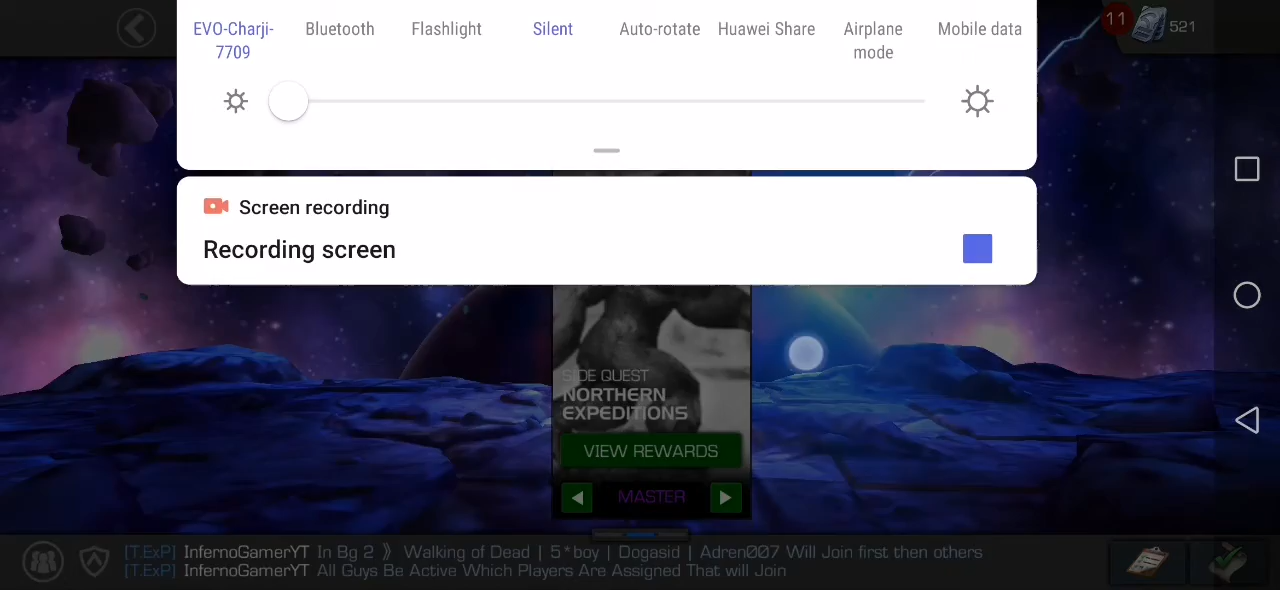 EVO-Charji-
7709
Bluetooth
Flashlight
Silent
Auto-rotate
Huawei Share
Airplane
mode
Mobile data
11
521
Screen recording
Recording screen
SIDE QUEST
NORTHERN
EXPEDITIONS
VIEW REWARDS
MASTER
[T.ExP] InfernoGamerYT In Bg 2 》 Walking of Dead | 5*boy | Dogasid | Adren007 Will Join first then others
[T.ExP] InfernoGamerYT All Guys Be Active Which Players Are Assigned That will Join